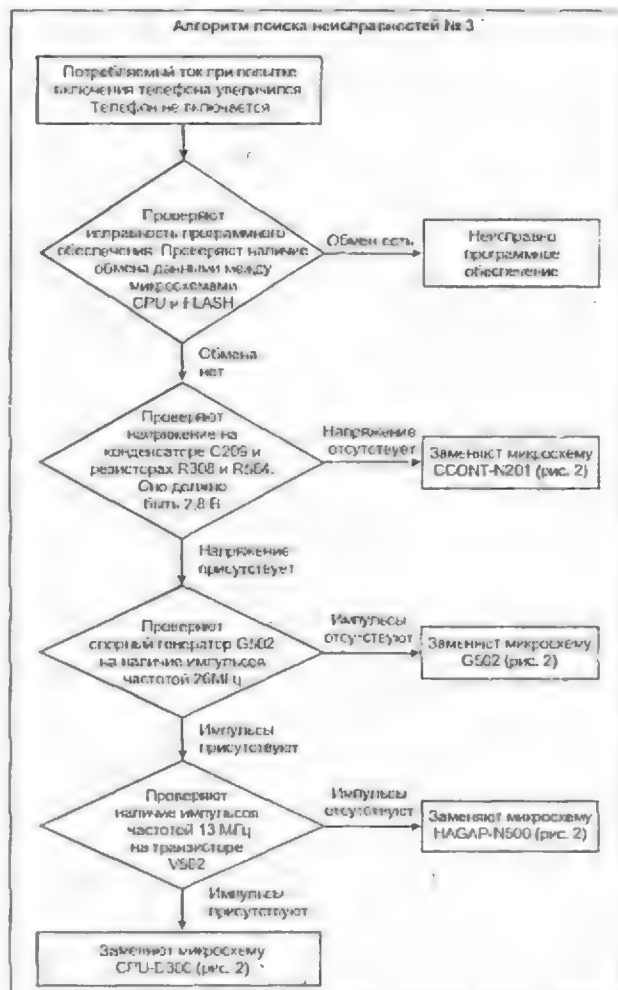 Алгоритм поиска неисправностей № 3
Потребляемый ток при попытке
включения телефона увеличился
Телефон не включается
Проверяют
исправность программного
обеспечения. Проверяют наличие
обмена данными между
микросхемами
CPU и FLASH
Обмен есть
Неисправно
программное
обеспечение
Обмена
нет
Проверяют
напряжение на
конденсаторе C209 и
резисторах R308 и
Оно должно
быть 2,8 В
Напряжение
отсутствует
Заменяют микросхему
CCONT-N201 (рис. 2)
Напряжение
присутствует
Проверяют
опорный генератор G502
на наличие импульсов
частотой 26МГц
Импульсы
отсутствуют
Заменяют микросхему
G502 (рис. 2)
Импульсы
присутствуют
Проверяют
наличие импульсов
частотой 13 МГц
на транзисторе
V502
Импульсы
отсутствуют
Заменяют микросхему
HAGAR-N500 (рис. 2)
Импульсы
присутствуют
Заменяют микросхему
CPU-D300 (рис. 2)